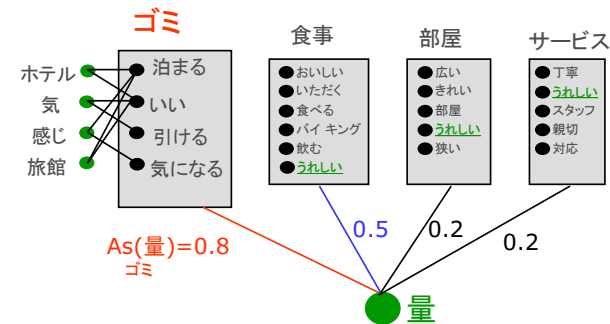 ゴミ
食事
部屋
サービス
ホテル
気
感じ
旅館
泊まる
いい
引ける
気になる
おいしい
いただく
食べる
バイ キング
飲む
うれしい
広い
きれい
部屋
うれしい
狭い
丁寧
うれしい
スタッフ
親切
対応
As(量)=0.8
ゴミ
0.5
0.2
0.2
量